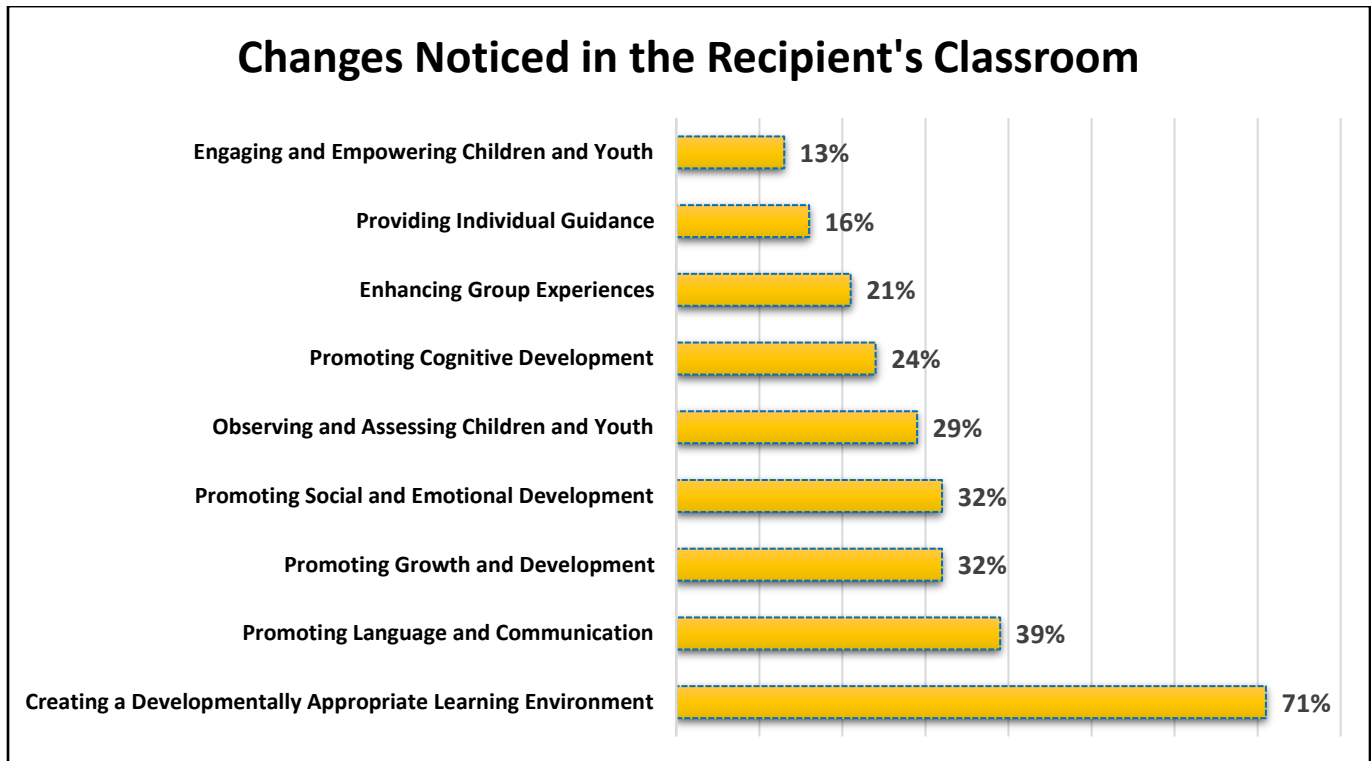 Changes Noticed in the Recipient's Classroom
Engaging and Empowering Children and Youth 13%
Providing Individual Guidance 16%
Enhancing Group Experiences 21%
Promoting Cognitive Development 24%
Observing and Assessing Children and Youth 29%
Promoting Social and Emotional Development 32%
Promoting Growth and Development 32%
Promoting Language and Communication 39%
Creating a Developmentally Appropriate Learning Environment 71%